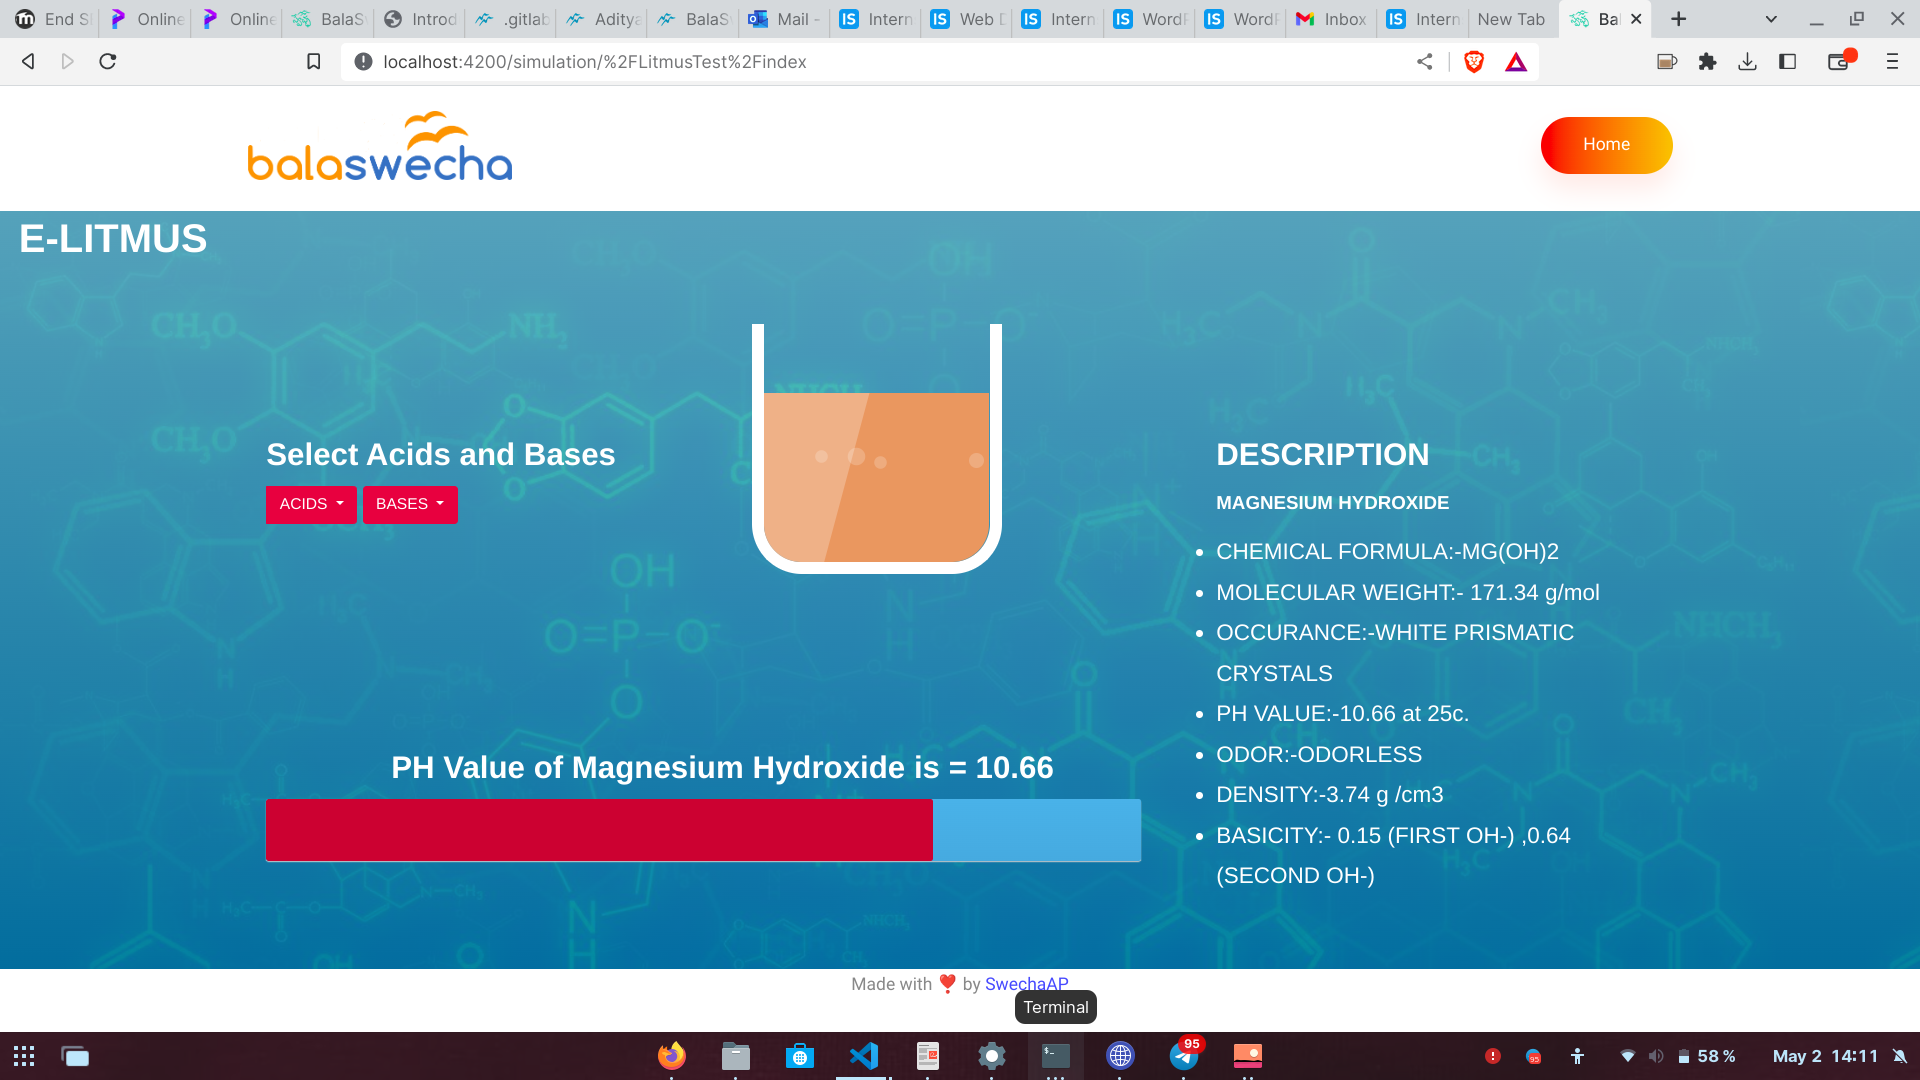 End S
Online
Online
BalaS
Introd
.gitlab
Aditya
BalaS
Mail -
Intern
Web D
Intern
WordP
WordP
Inbox
Intern
New Tab
Ba
localhost:4200/simulation/%2FLitmusTest%2Findex
balaswecha
Home
E-LITMUS
Select Acids and Bases
ACIDS
BASES
DESCRIPTION
MAGNESIUM HYDROXIDE
CHEMICAL FORMULA:-MG(OH)2
MOLECULAR WEIGHT:- 171.34 g/mol
OCCURANCE:-WHITE PRISMATIC
CRYSTALS
PH VALUE:-10.66 at 25c.
ODOR:-ODORLESS
DENSITY:-3.74 g /cm3
BASICITY:- 0.15 (FIRST OH-) ,0.64
(SECOND OH-)
PH Value of Magnesium Hydroxide is = 10.66
Made with ❣️ by SwechaAP
Terminal
95
95
58 %
May 2 14:11